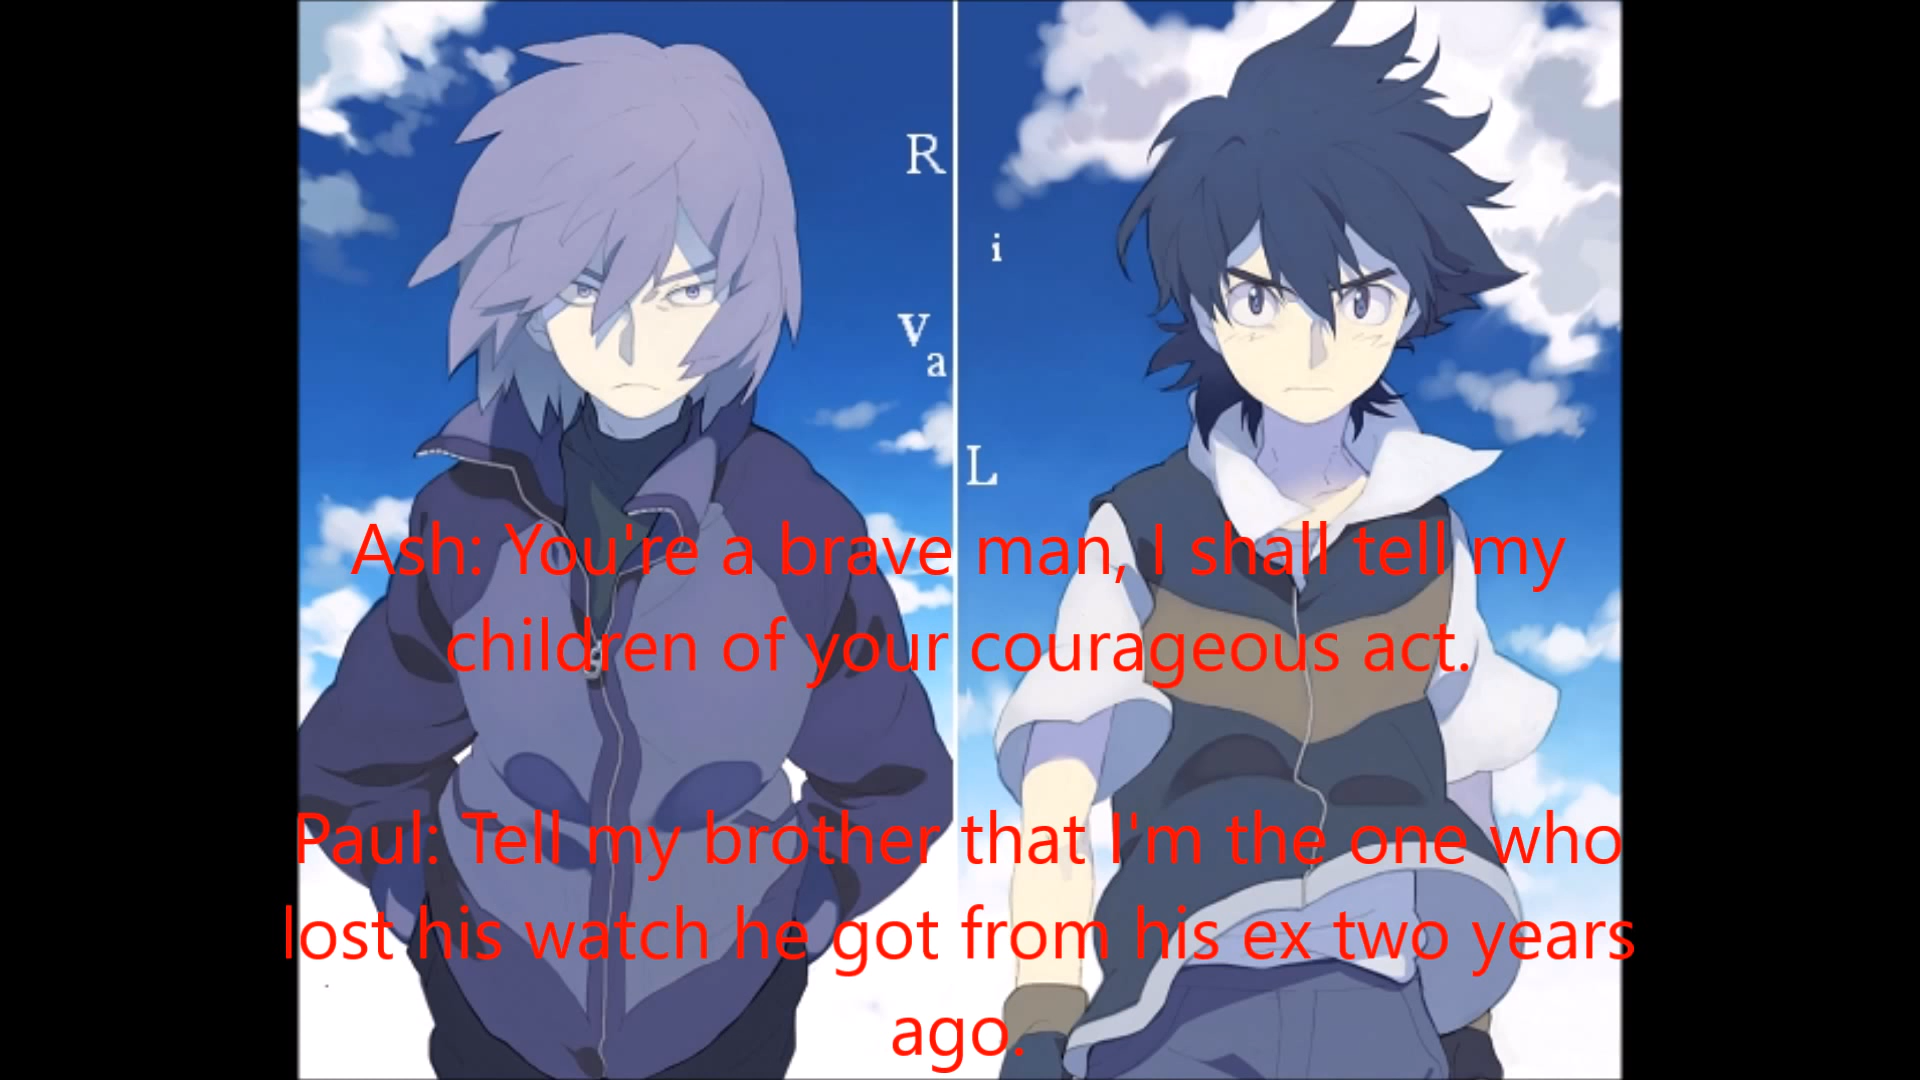 R
i
V
a
L
Ash: You're a brave man, I shall tell my
children of your courageous act.
Paul: Tell my brother that I'm the one who
lost his watch he got from his ex two years
ago.